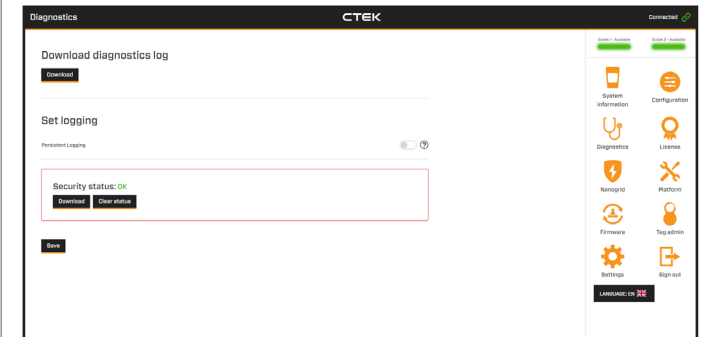 Diagnostics
CTEK
Connected
Outlet 1 - Available
Outlet 2 - Available
Download diagnostics log
Download
System
information
Configuration
Set logging
Persistent Logging
?
Diagnostics
License
Security status: OK
Download
Clear status
Nanogrid
Platform
Save
Firmware
Tag admin
Settings
Sign out
LANGUAGE: EN